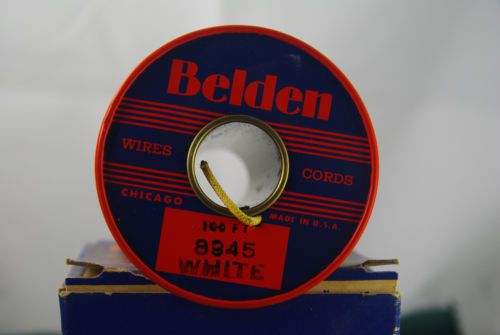 Belden
WIRES
CORDS
CHICAGO
MADE IN U.S.A.
100 FT
8945
WHITE